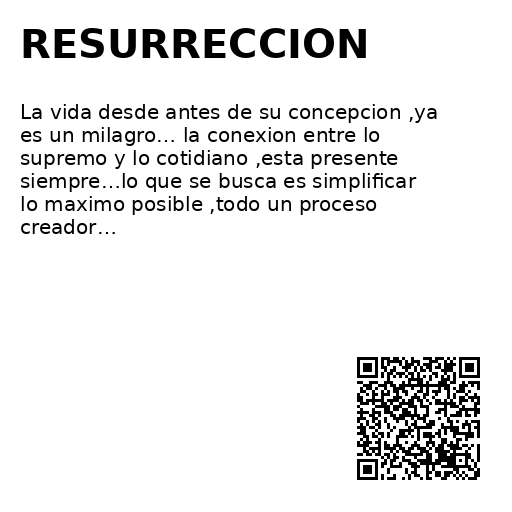 RESURRECCION
La vida desde antes de su concepcion ,ya
es un milagro... la conexion entre lo
supremo y lo cotidiano ,esta presente
siempre...lo que se busca es simplificar
lo maximo posible ,todo un proceso
creador...